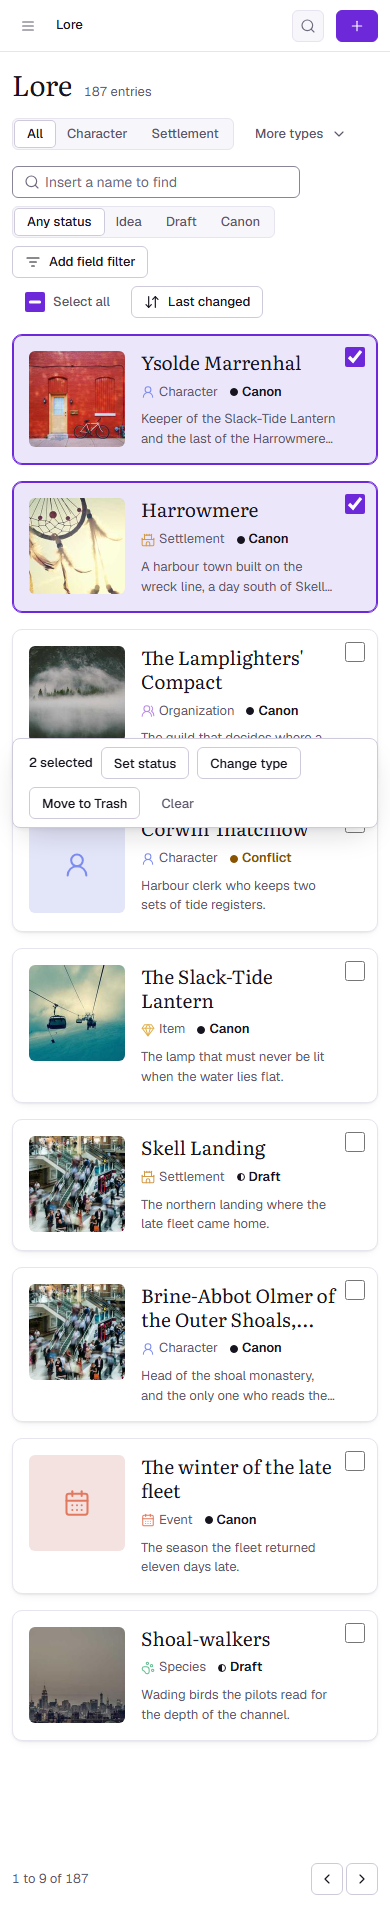 Lore
Lore 187 entries
All Character Settlement More types
Insert a name to find
Any status Idea Draft Canon
Add field filter
Select all Last changed
Ysolde Marrenhal
Character Canon
Keeper of the Slack-Tide Lantern
and the last of the Harrowmere…
Harrowmere
Settlement Canon
A harbour town built on the
wreck line, a day south of Skell…
The Lamplighters'
Compact
Organization Canon
The guild that decides where a
2 selected Set status Change type
Move to Trash Clear
Corwin Thatchlow
Character Conflict
Harbour clerk who keeps two
sets of tide registers.
The Slack-Tide
Lantern
Item Canon
The lamp that must never be lit
when the water lies flat.
Skell Landing
Settlement Draft
The northern landing where the
late fleet came home.
Brine-Abbot Olmer of
the Outer Shoals,…
Character Canon
Head of the shoal monastery,
and the only one who reads the…
The winter of the late
fleet
Event Canon
The season the fleet returned
eleven days late.
Shoal-walkers
Species Draft
Wading birds the pilots read for
the depth of the channel.
1 to 9 of 187